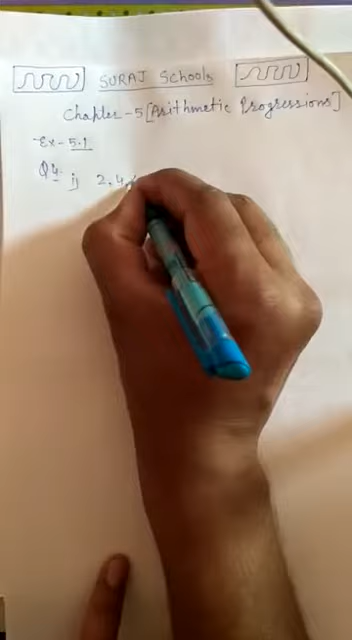 SURAJ Schools
Chapter-5 [Arithmetic Progressions]
Ex-5.1
Q4. i) 2, 4,